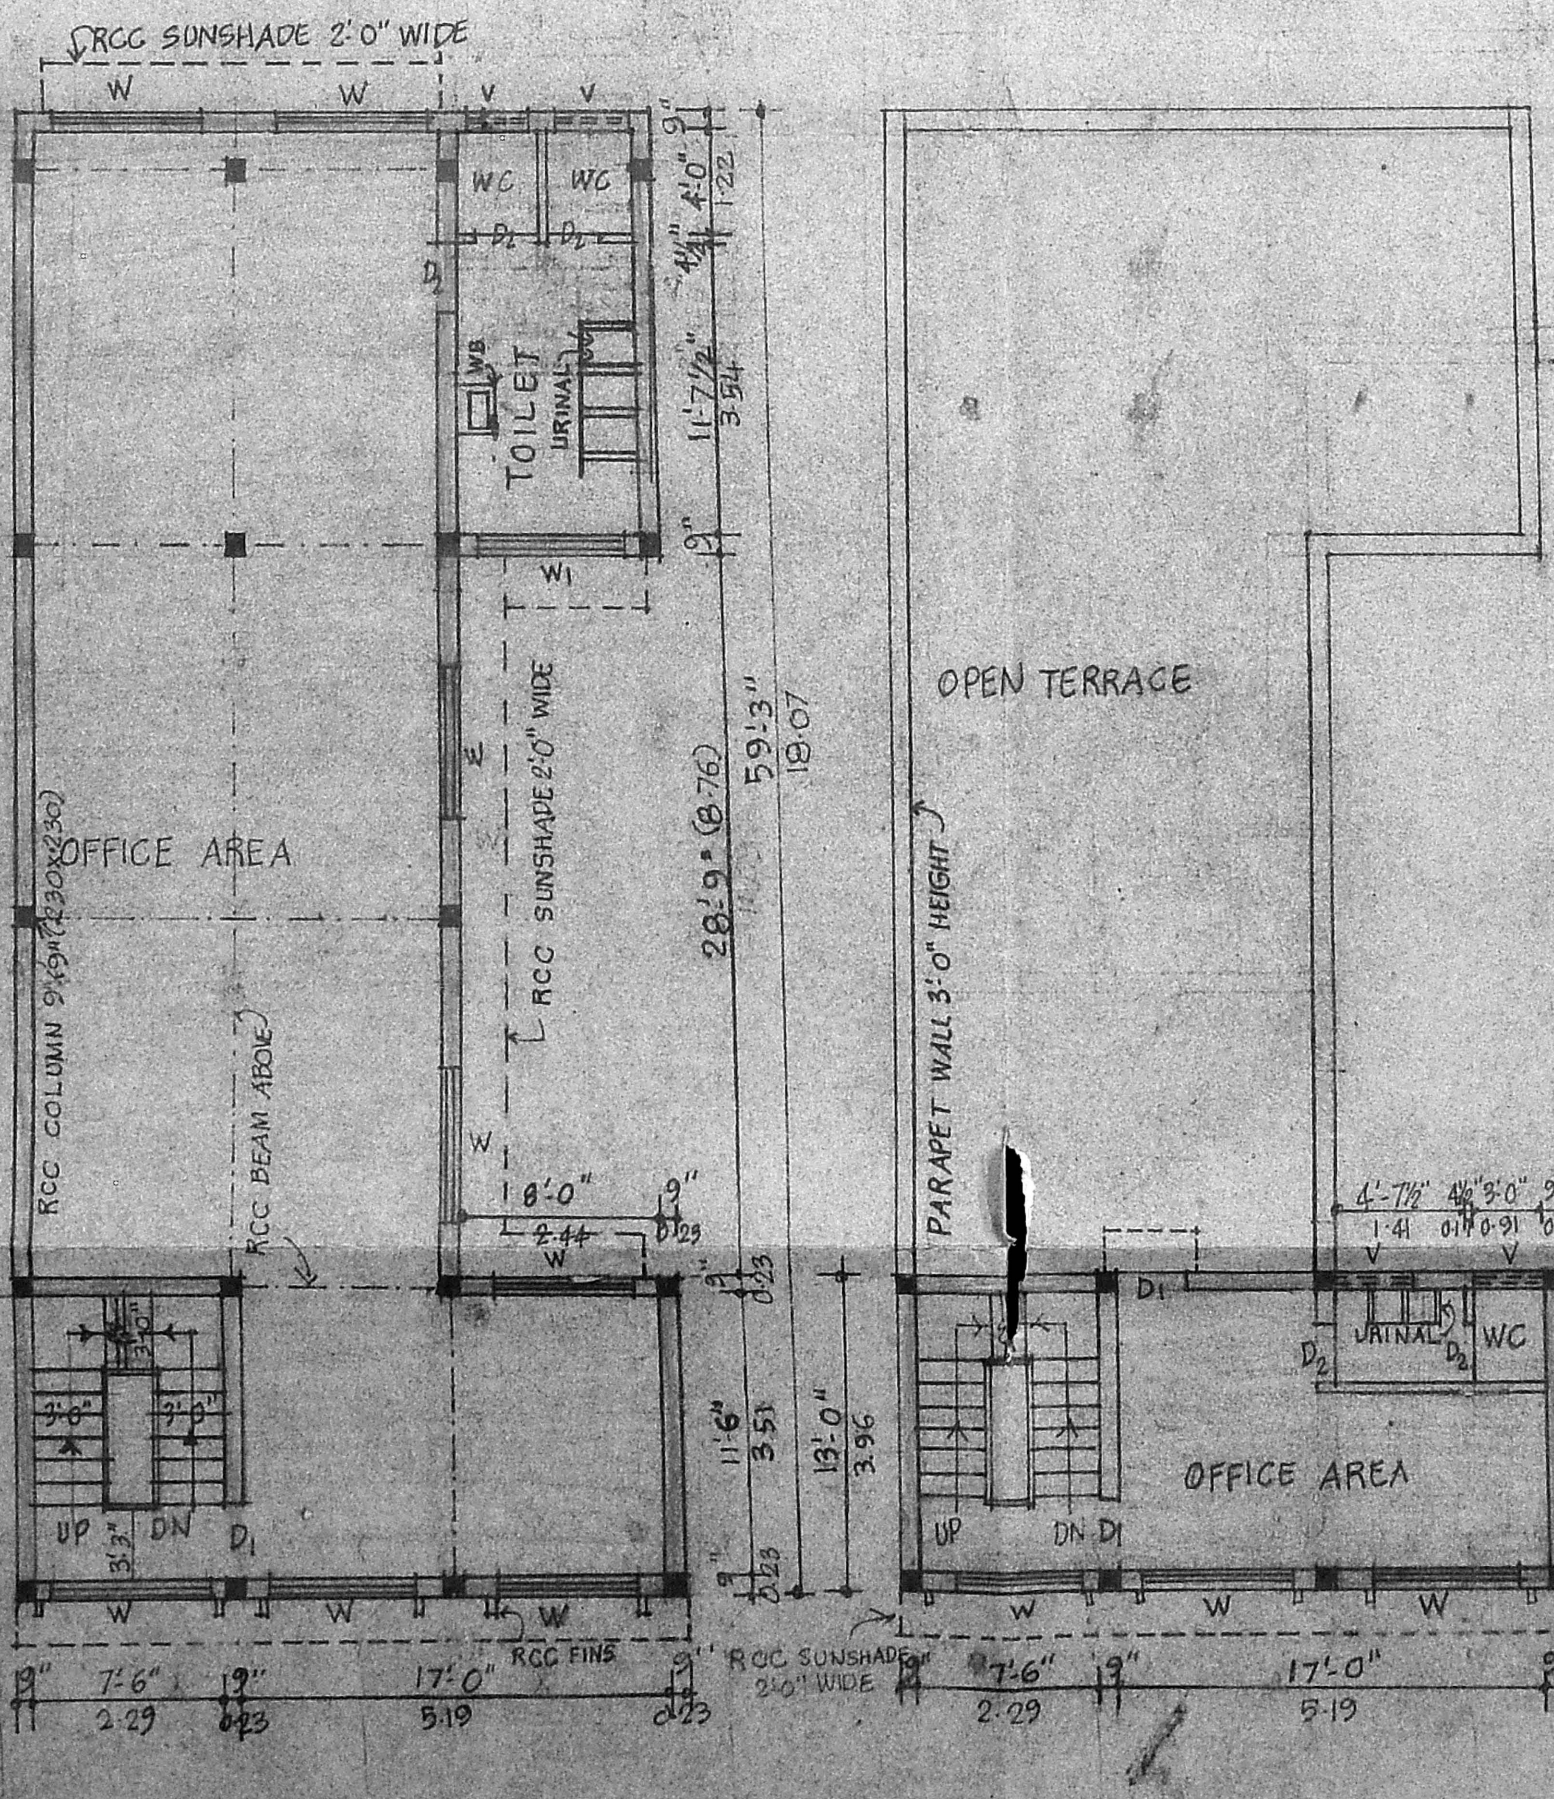 RCC SUNSHADE 2'-0" WIDE
W
W
V
V
9"
WC
WC
4'-0"
1.22
D2
D2
4½"
D2
WB
TOILET
URINAL
11'-7½"
3.54
9"
W1
RCC SUNSHADE 2'-0" WIDE
W
59'-3"
18.07
28'-9" (8.76)
OFFICE AREA
RCC COLUMN 9"x9" (230x230)
RCC BEAM ABOVE
W
8'-0"
9"
2.44
0.23
W
9"
0.23
3'-0"
3'-0"
3'-0"
11'-6"
3.51
13'-0"
3.96
UP
DN
D1
3'3"
9"
0.23
W
W
W
RCC FINS
9"
7'-6"
9"
17'-0"
9"
2.29
0.23
5.19
0.23
OPEN TERRACE
PARAPET WALL 3'-0" HEIGHT
4'-7½"
4½"
3'-0"
9
1.41
0.11
0.91
0
V
V
D1
URINAL
WC
D2
D2
OFFICE AREA
UP
DN
D1
W
W
W
RCC SUNSHADE
2'-0" WIDE
9"
7'-6"
9"
17'-0"
9
2.29
5.19